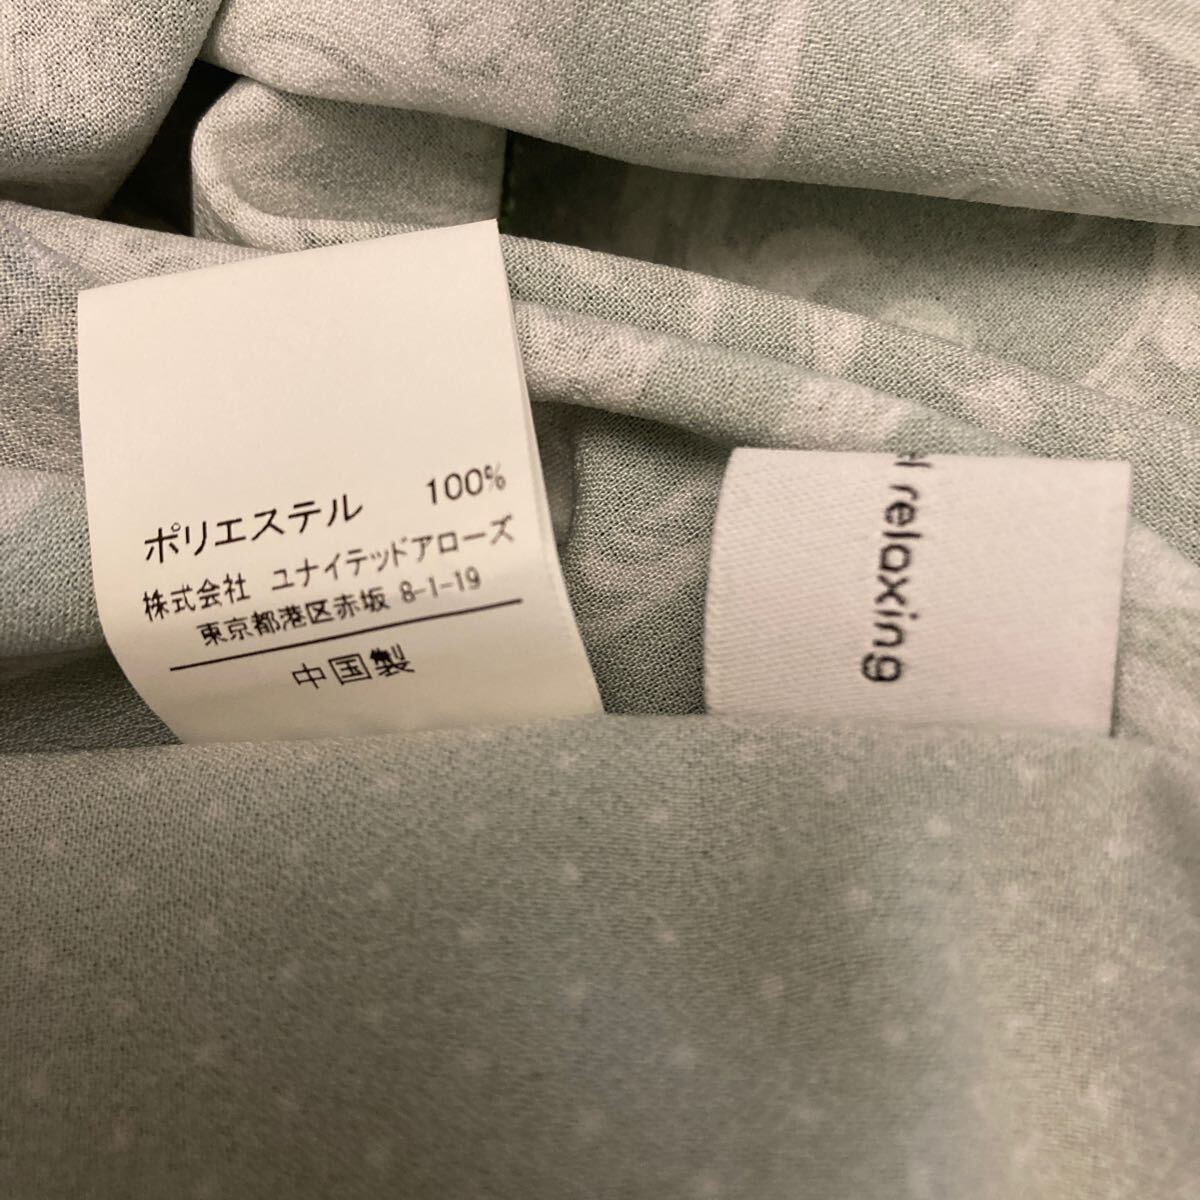 ポリエステル 100%
株式会社 ユナイテッドアローズ
東京都港区赤坂 8-1-19
中国製
relaxing